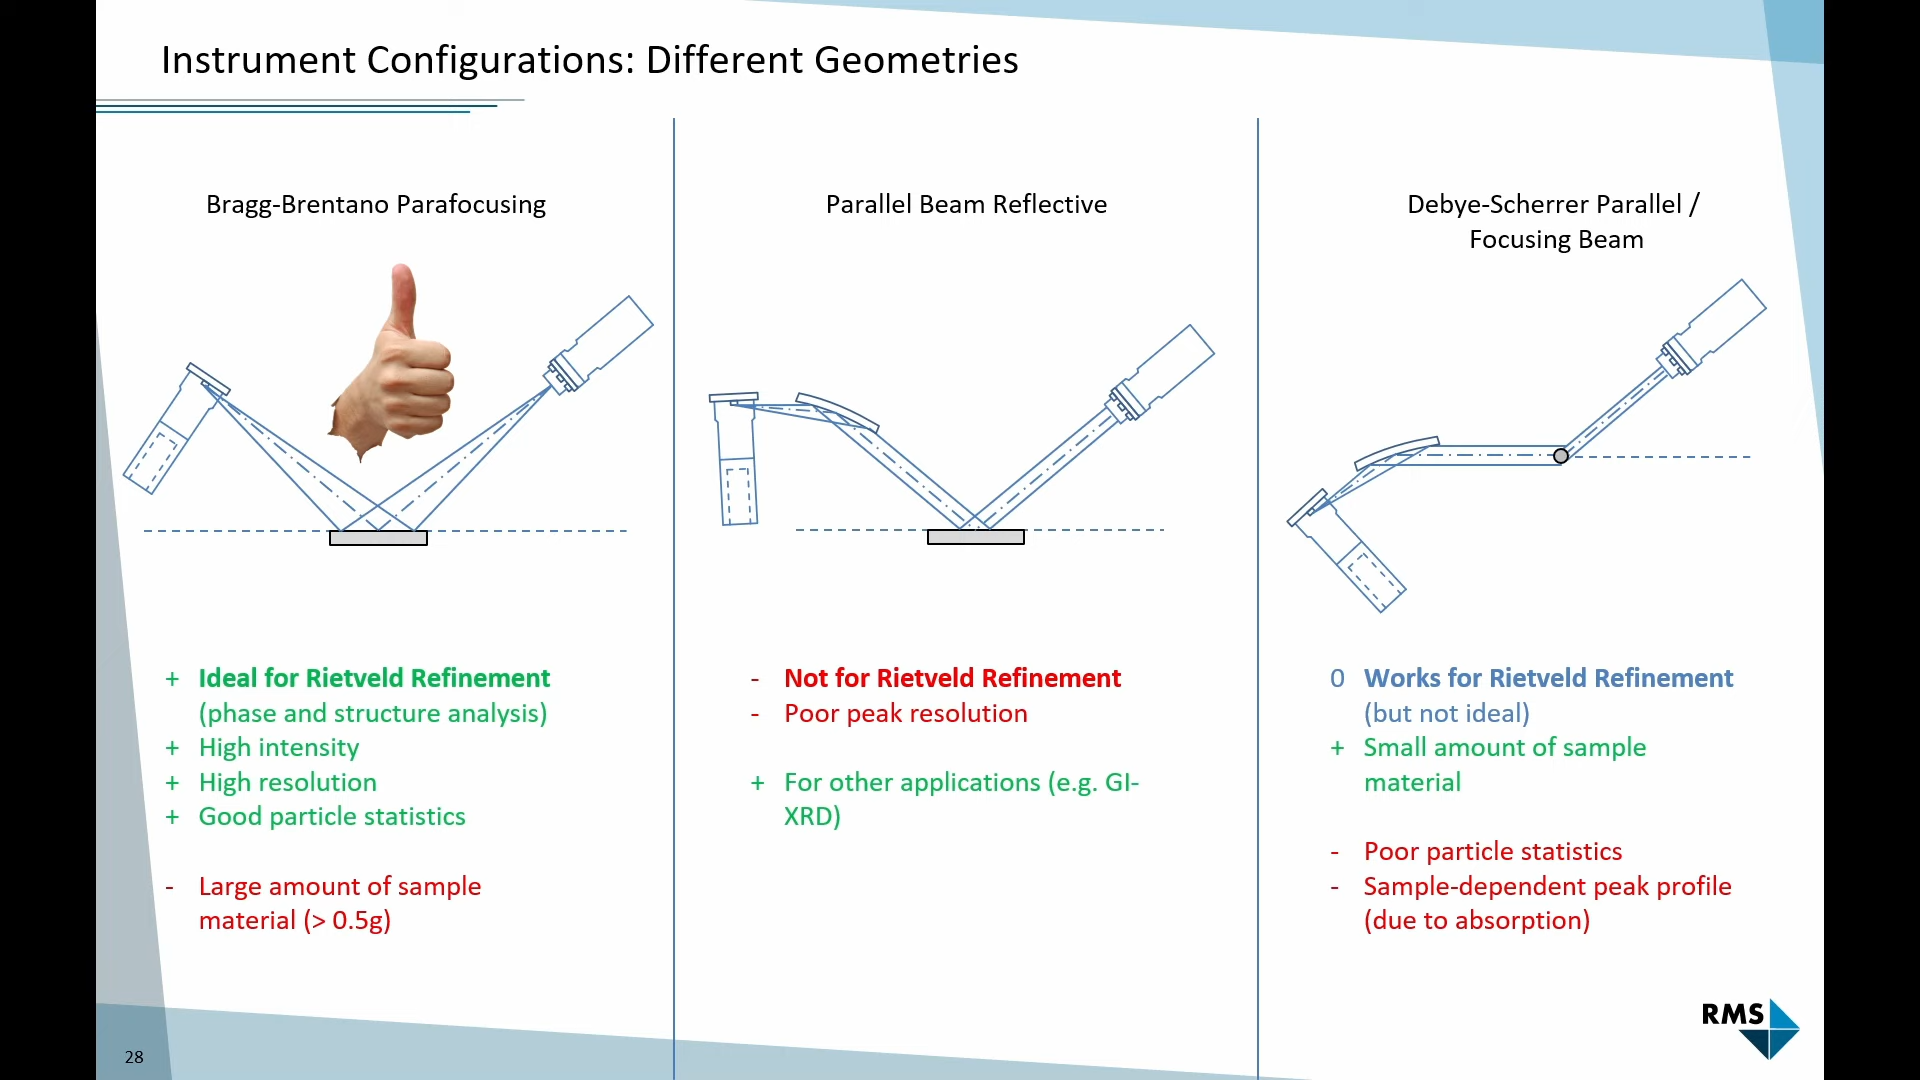 Instrument Configurations: Different Geometries
Bragg-Brentano Parafocusing
+ Ideal for Rietveld Refinement
(phase and structure analysis)
+ High intensity
+ High resolution
+ Good particle statistics
- Large amount of sample
material (> 0.5g)
Parallel Beam Reflective
- Not for Rietveld Refinement
- Poor peak resolution
+ For other applications (e.g. GI-
XRD)
Debye-Scherrer Parallel /
Focusing Beam
0 Works for Rietveld Refinement
(but not ideal)
+ Small amount of sample
material
- Poor particle statistics
- Sample-dependent peak profile
(due to absorption)
RMS
28